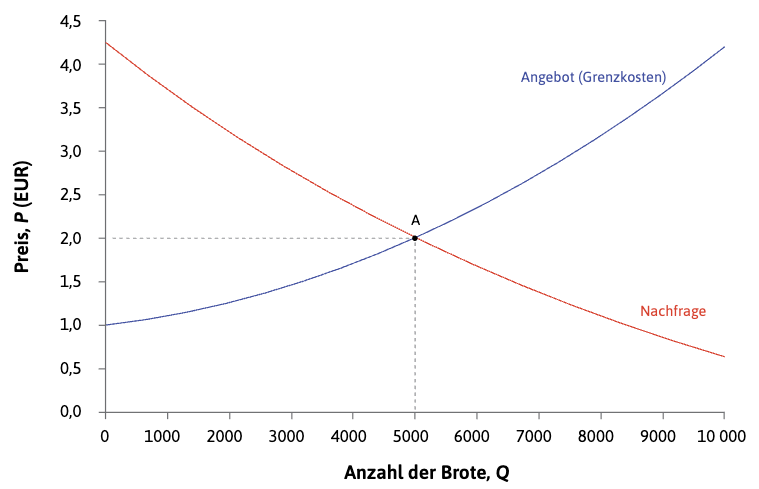 4,5
4,0
3,5
3,0
2,5
2,0
1,5
1,0
0,5
0,0
Preis, P (EUR)
Angebot (Grenzkosten)
A
Nachfrage
0 1000 2000 3000 4000 5000 6000 7000 8000 9000 10 000
Anzahl der Brote, Q